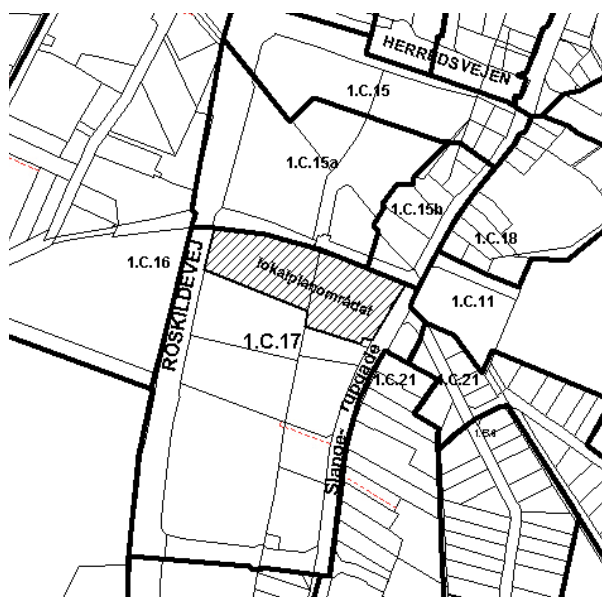 HERREDSVEJEN
1.C.15
1.C.15a
1.C.15b
1.C.18
1.C.16
lokalplanområdet
1.C.11
ROSKILDEVEJ
1.C.17
1.C.21
1.C.21
Slange-
rupgade